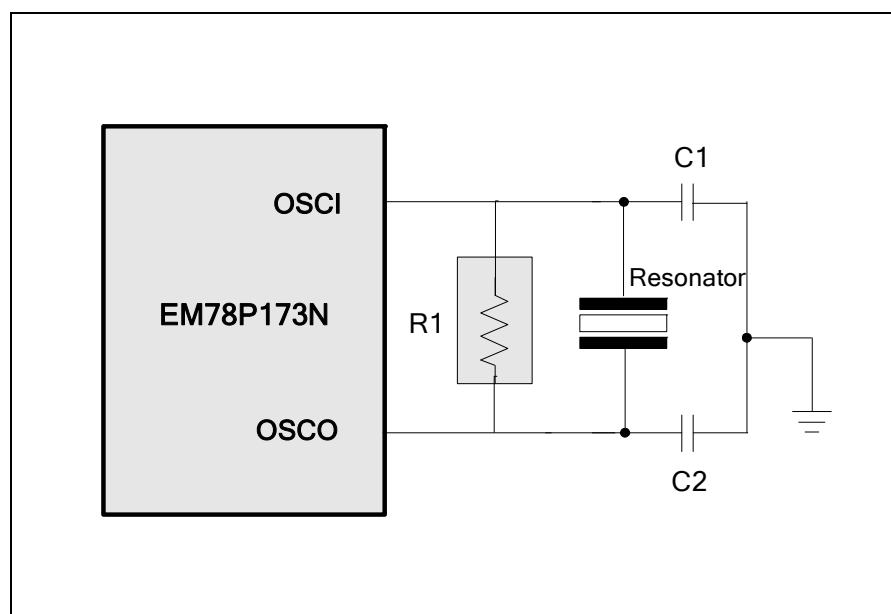 C1
OSCI
Resonator
EM78P173N
R1
OSCO
C2